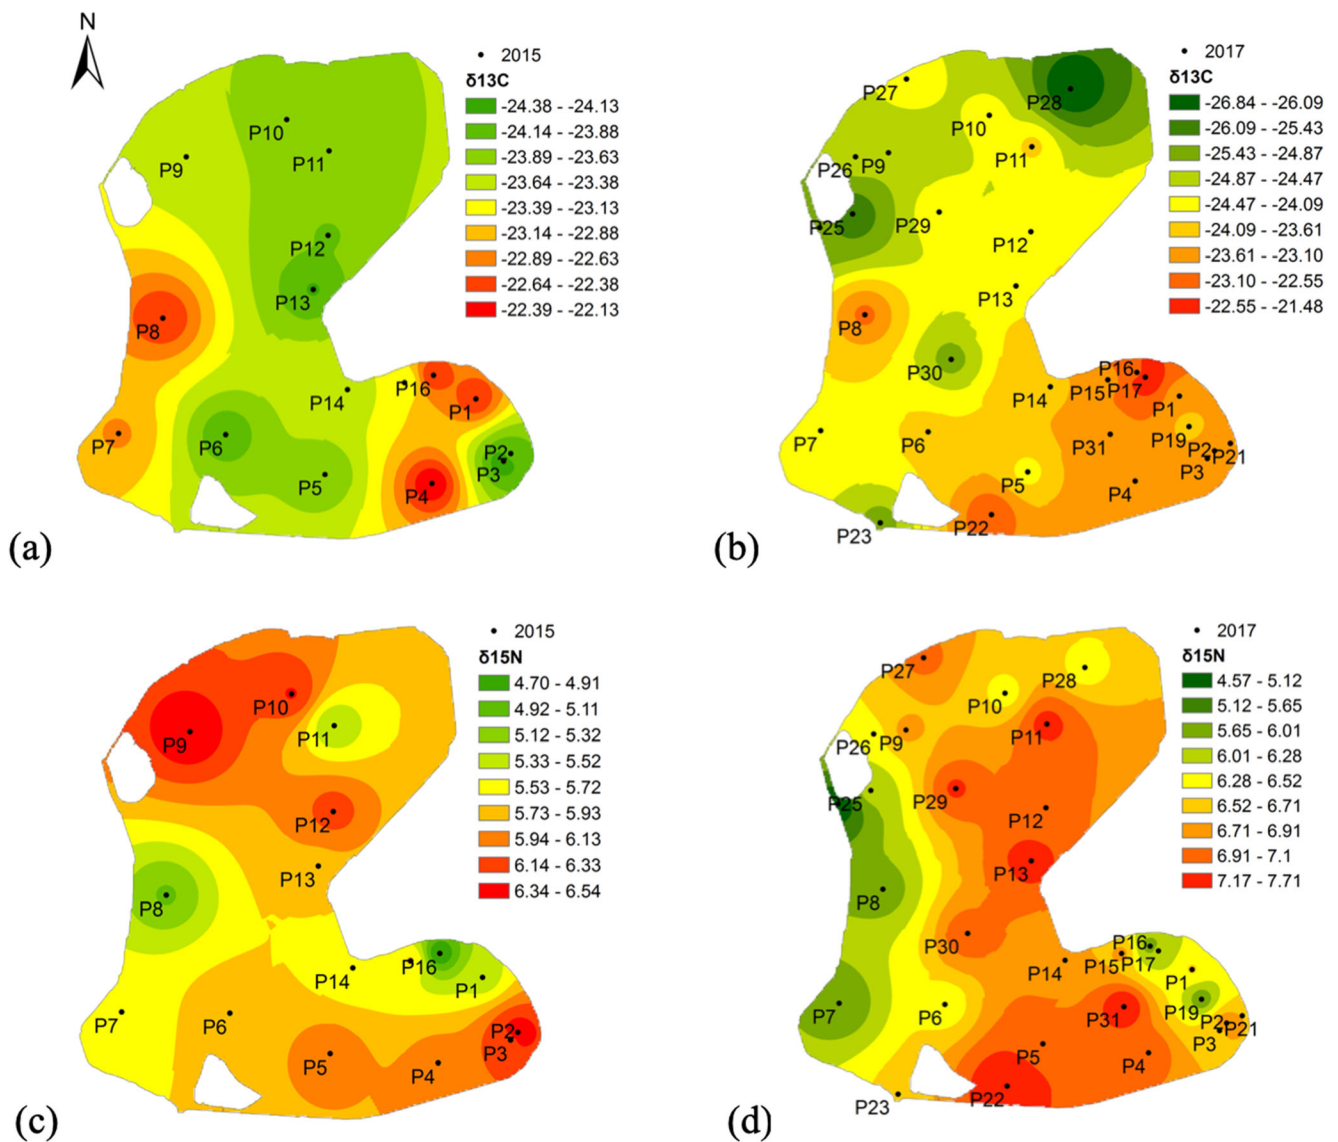 N
2015
δ13C
-24.38 - -24.13
-24.14 - -23.88
-23.89 - -23.63
-23.64 - -23.38
-23.39 - -23.13
-23.14 - -22.88
-22.89 - -22.63
-22.64 - -22.38
-22.39 - -22.13
P10
P11
P9
P12
P13
P8
P16
P14
P1
P7
P6
P2
P3
P5
P4
(a)
2017
δ13C
-26.84 - -26.09
-26.09 - -25.43
-25.43 - -24.87
-24.87 - -24.47
-24.47 - -24.09
-24.09 - -23.61
-23.61 - -23.10
-23.10 - -22.55
-22.55 - -21.48
P27
P28
P10
P11
P26
P9
P25
P29
P12
P13
P8
P30
P16
P14
P15
P17
P1
P7
P6
P31
P19
P2
P21
P3
P5
P4
P22
P23
(b)
2015
δ15N
4.70 - 4.91
4.92 - 5.11
5.12 - 5.32
5.33 - 5.52
5.53 - 5.72
5.73 - 5.93
5.94 - 6.13
6.14 - 6.33
6.34 - 6.54
P10
P9
P11
P12
P13
P8
P16
P14
P1
P7
P6
P2
P3
P5
P4
(c)
2017
δ15N
4.57 - 5.12
5.12 - 5.65
5.65 - 6.01
6.01 - 6.28
6.28 - 6.52
6.52 - 6.71
6.71 - 6.91
6.91 - 7.1
7.17 - 7.71
P27
P28
P10
P11
P26
P9
P25
P29
P12
P13
P8
P30
P16
P14
P15
P17
P1
P7
P6
P31
P19
P2
P21
P3
P5
P4
P22
P23
(d)